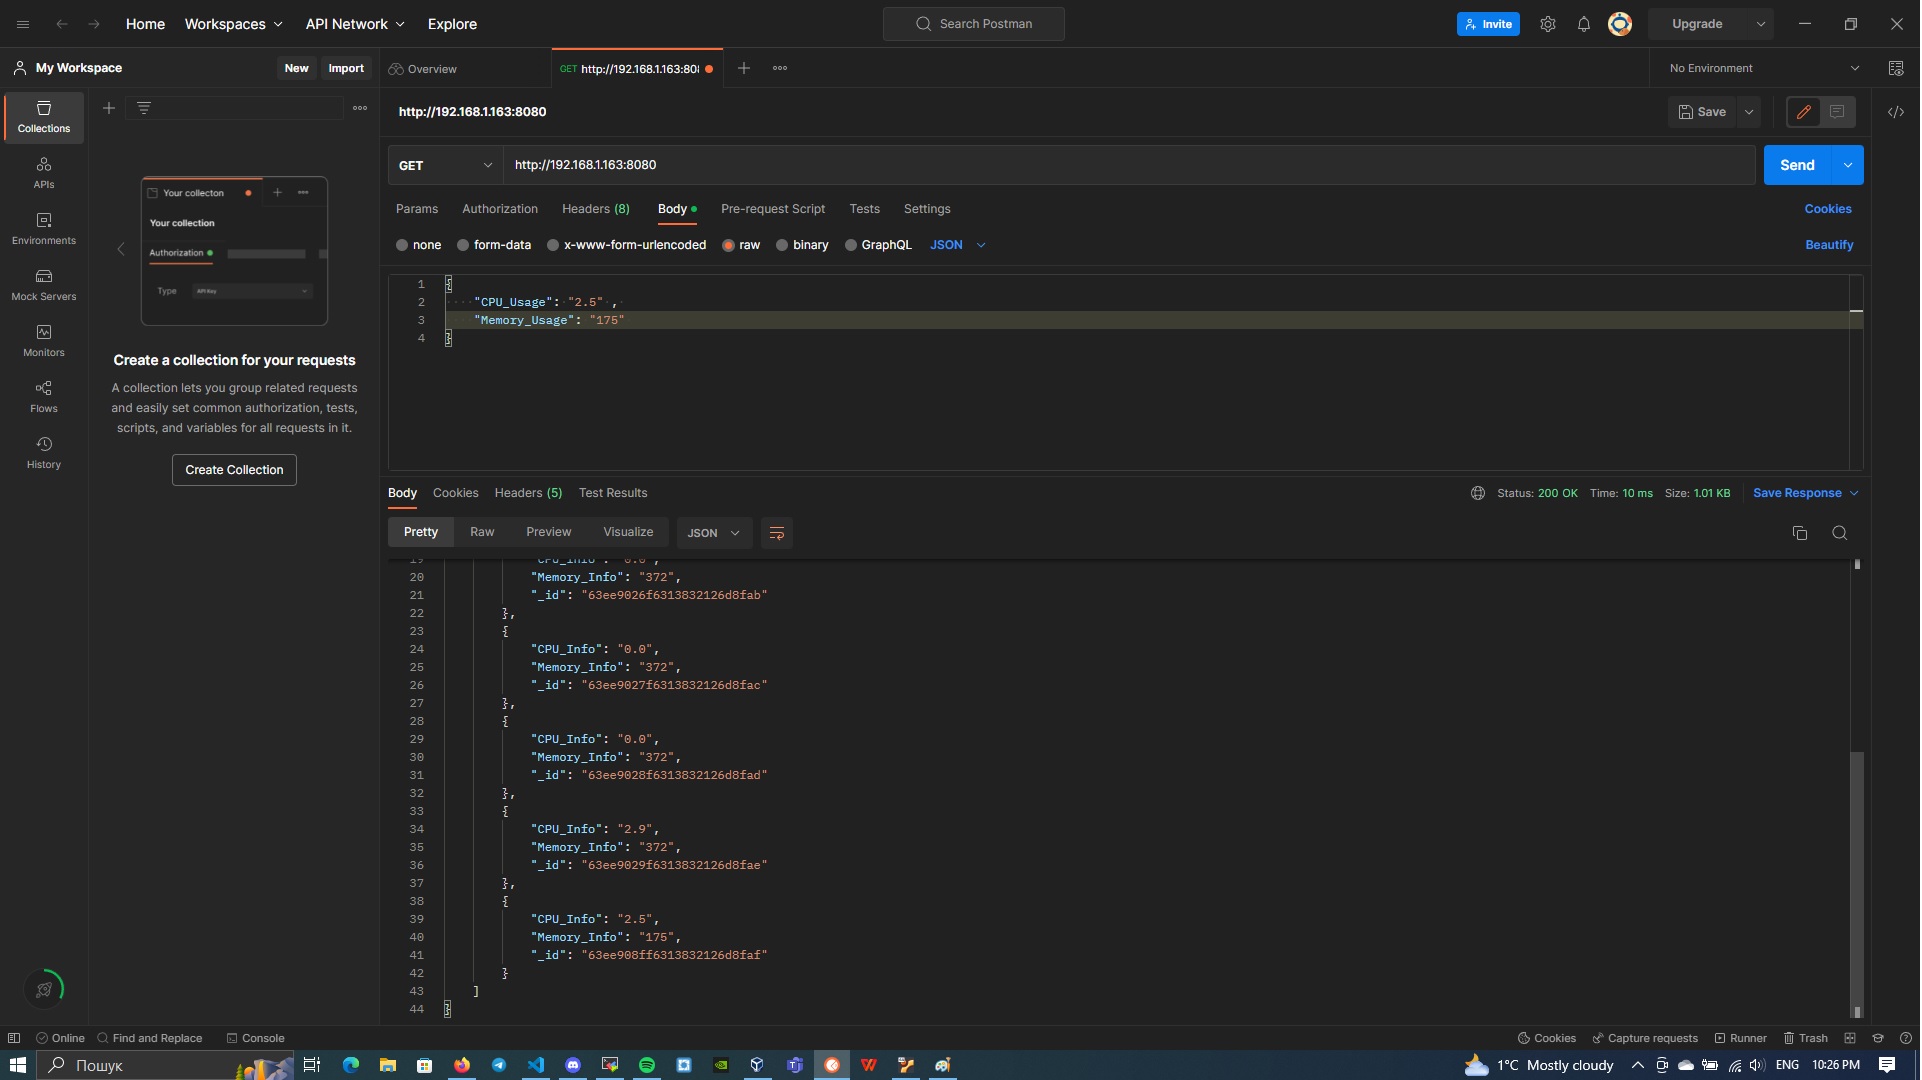 Home
Workspaces
API Network
Explore
Search Postman
Invite
Upgrade
My Workspace
New
Import
Overview
GET http://192.168.1.163:80
No Environment
Collections
APIs
Environments
Mock Servers
Monitors
Flows
History
Your collecton
Your collection
Authorization
Type
API Key
Create a collection for your requests
A collection lets you group related requests
and easily set common authorization, tests,
scripts, and variables for all requests in it.
Create Collection
http://192.168.1.163:8080
Save
GET
http://192.168.1.163:8080
Send
Params
Authorization
Headers (8)
Body
Pre-request Script
Tests
Settings
Cookies
none
form-data
x-www-form-urlencoded
raw
binary
GraphQL
JSON
Beautify
1 {
2 "CPU_Usage": "2.5" ,
3 "Memory_Usage": "175"
4 }
Body
Cookies
Headers (5)
Test Results
Status: 200 OK
Time: 10 ms
Size: 1.01 KB
Save Response
Pretty
Raw
Preview
Visualize
JSON
19 "CPU_Info": "0.0",
20 "Memory_Info": "372",
21 "_id": "63ee9026f6313832126d8fab"
22 },
23 {
24 "CPU_Info": "0.0",
25 "Memory_Info": "372",
26 "_id": "63ee9027f6313832126d8fac"
27 },
28 {
29 "CPU_Info": "0.0",
30 "Memory_Info": "372",
31 "_id": "63ee9028f6313832126d8fad"
32 },
33 {
34 "CPU_Info": "2.9",
35 "Memory_Info": "372",
36 "_id": "63ee9029f6313832126d8fae"
37 },
38 {
39 "CPU_Info": "2.5",
40 "Memory_Info": "175",
41 "_id": "63ee908ff6313832126d8faf"
42 }
43 ]
44 }
Online
Find and Replace
Console
Cookies
Capture requests
Runner
Trash
Пошук
1°C Mostly cloudy
ENG
10:26 PM